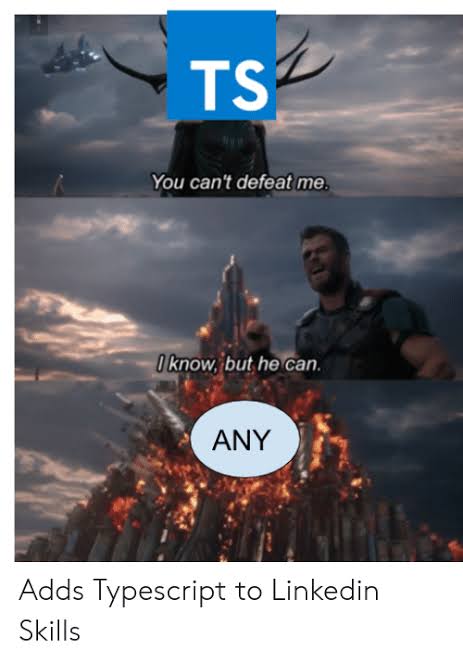 TS
You can't defeat me.
I know, but he can.
ANY
Adds Typescript to Linkedin
Skills